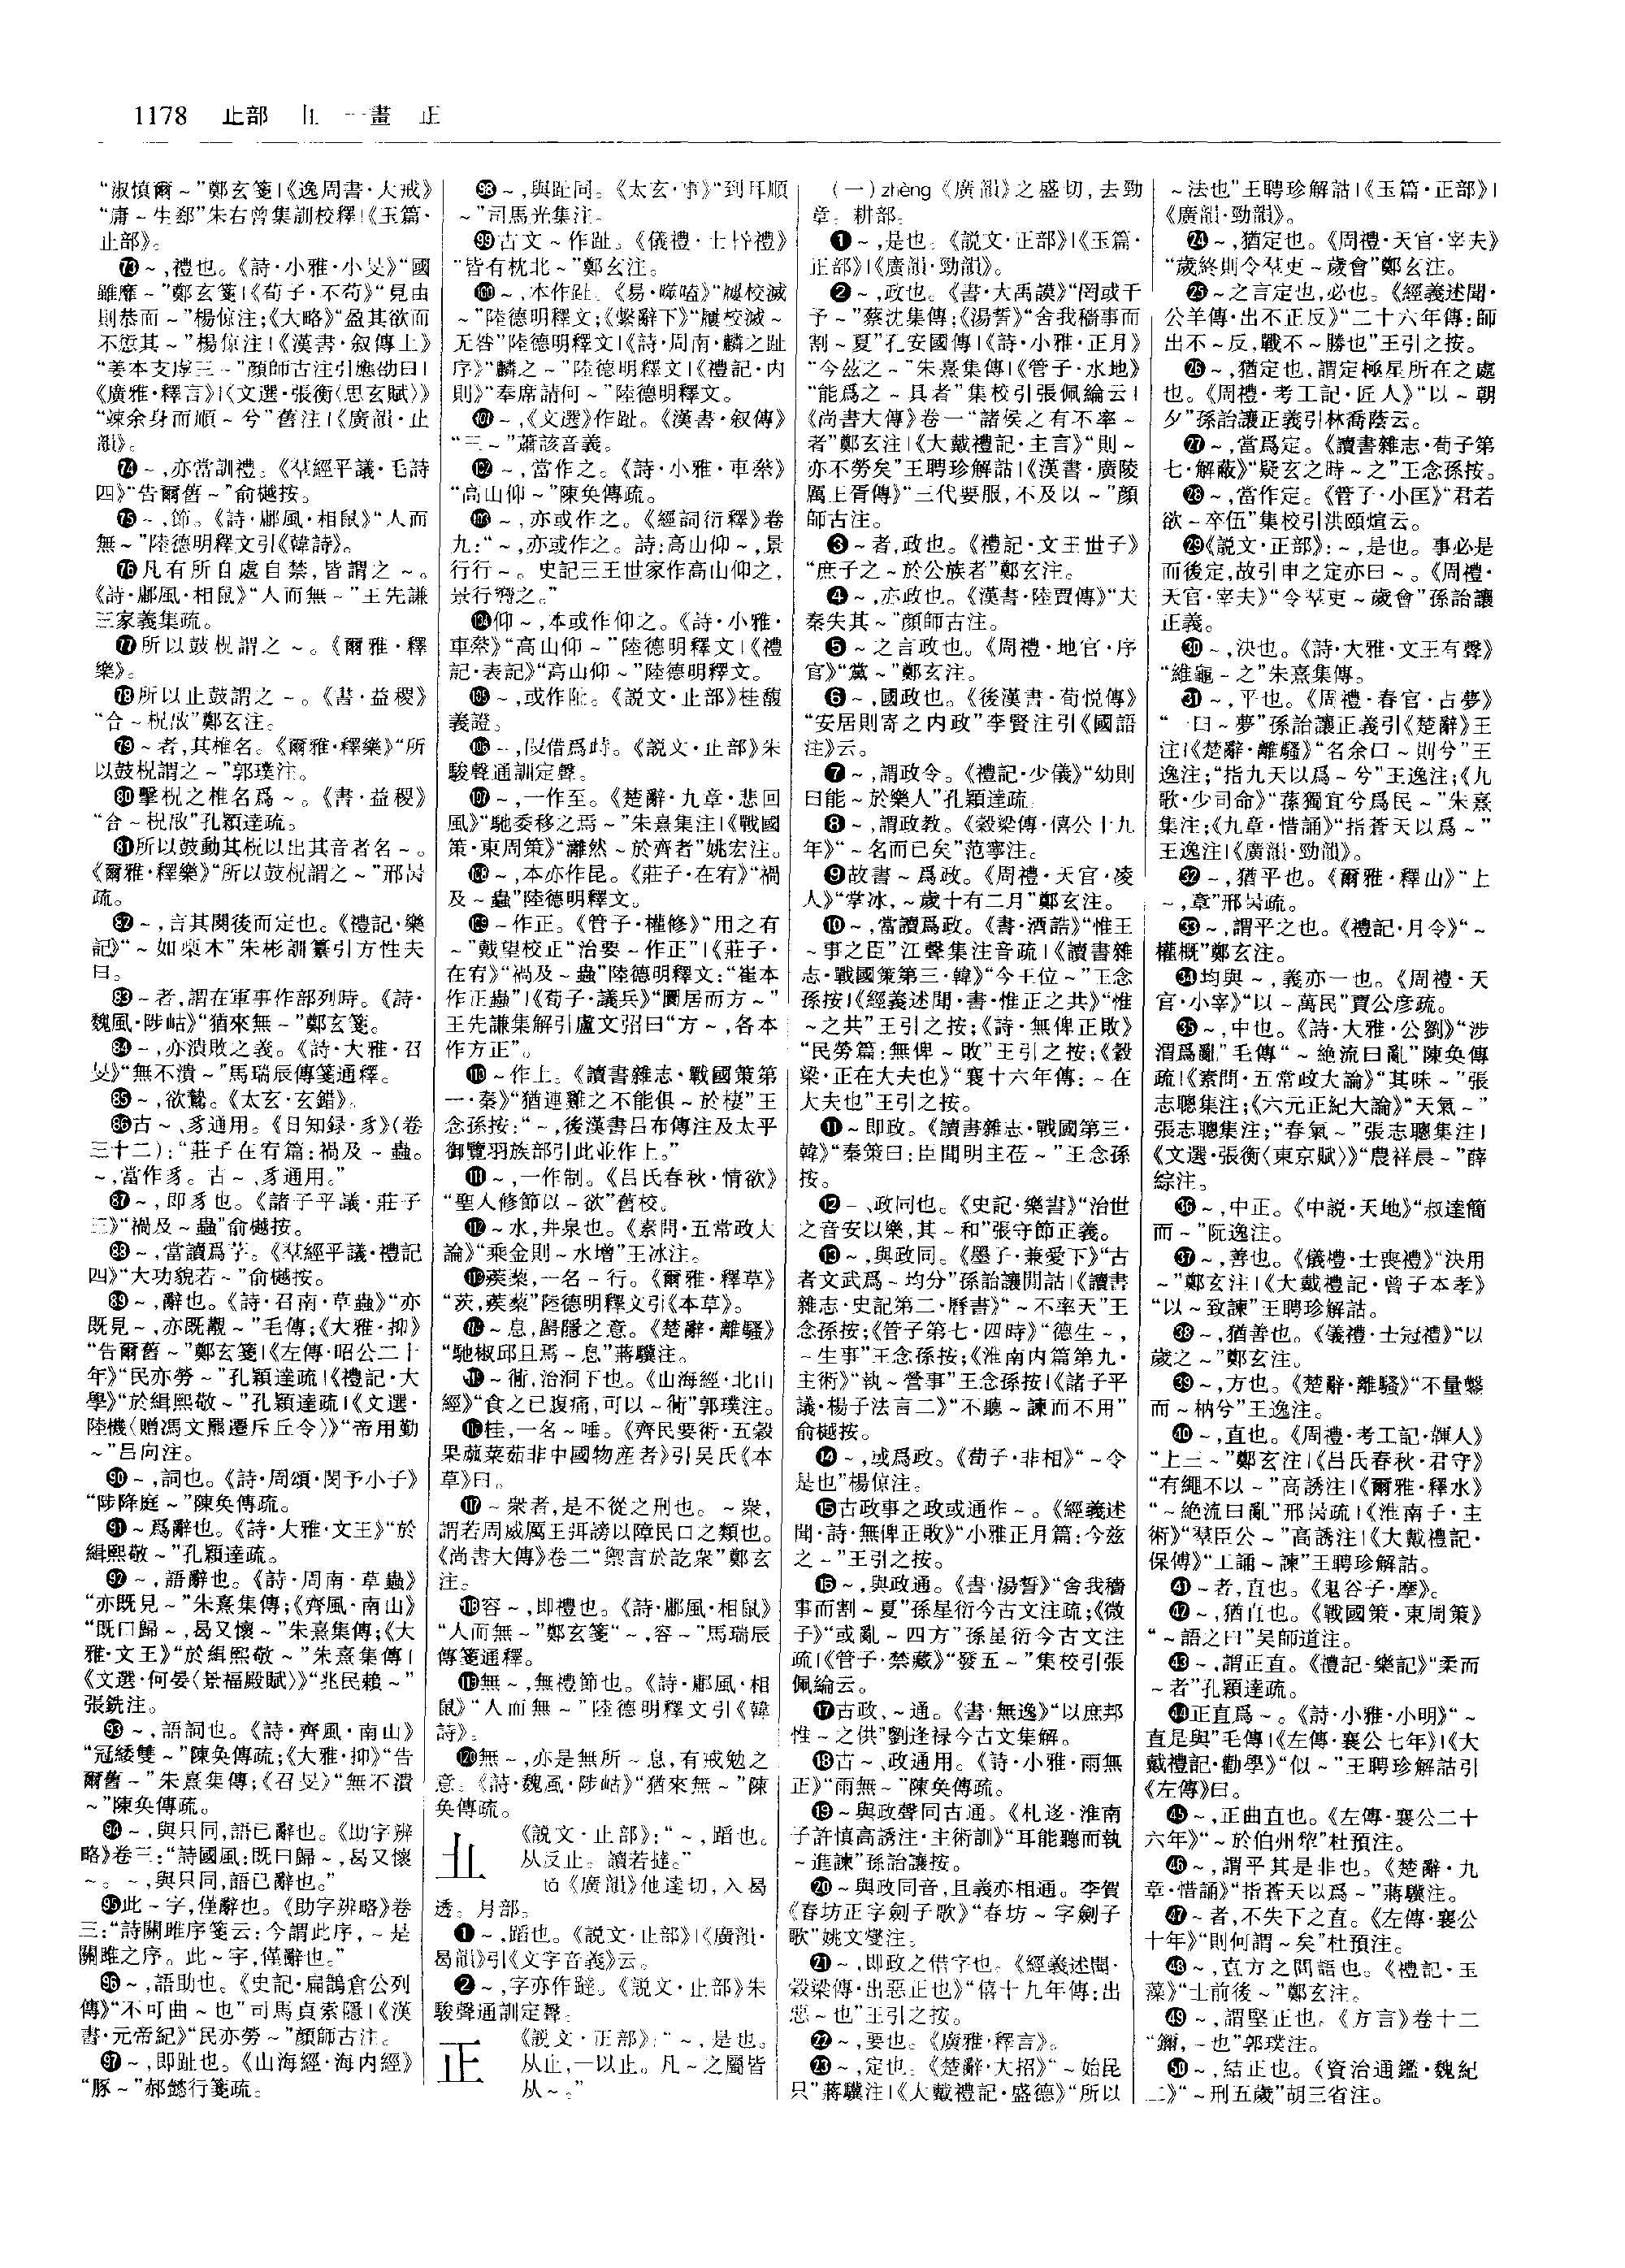 1178 止部 一畫 正
“淑慎爾～”鄭玄箋|《逸周書·大戒》
“庸～生郄”朱右曾集訓校釋|《玉篇·
止部》。
㊆～,禮也。《詩·小雅·小旻》“國
雖靡～”鄭玄箋|《荀子·不苟》“見由
則恭而～”楊倞注;《大略》“盈其欲而
不愆其～”楊倞注|《漢書·叙傳上》
“姜本支虖三～”顔師古注引應劭曰|
《廣雅·釋言》|《文選·張衡〈思玄賦〉》
“竦余身而順～兮”舊注|《廣韻·止
韻》。
74～,亦當訓禮。《羣經平議·毛詩
四》“告爾舊～”俞樾按。
75～,節。《詩·鄘風·相鼠》“人而
無～”陸德明釋文引《韓詩》。
76凡有所自處自禁,皆謂之～。
《詩·鄘風·相鼠》“人而無～”王先謙
三家義集疏。
77所以鼓柷謂之～。《爾雅·釋
樂》。
78所以止鼓謂之～。《書·益稷》
“合～柷敔”鄭玄注。
79～者,其椎名。《爾雅·釋樂》“所
以鼓柷謂之～”郭璞注。
80擊柷之椎名爲～。《書·益稷》
“合～柷敔”孔穎達疏。
81所以鼓動其柷以出其音者名～。
《爾雅·釋樂》“所以鼓柷謂之～”邢昺
疏。
82～,言其閡後而定也。《禮記·樂
記》“～如槀木”朱彬訓纂引方性夫
曰。
83～者,謂在軍事作部列時。《詩·
魏風·陟岵》“猶來無～”鄭玄箋。
84～,亦潰敗之義。《詩·大雅·召
旻》“無不潰～”馬瑞辰傳箋通釋。
85～,欲鷙。《太玄·玄錯》。
86古～、豸通用。《日知録·豸》(卷
三十二):“莊子在宥篇:禍及～蟲。
～,當作豸。古～、豸通用。”
87～,即豸也。《諸子平議·莊子
三》“禍及～蟲”俞樾按。
88～,當讀爲芓。《羣經平議·禮記
四》“大功貌若～”俞樾按。
89～,辭也。《詩·召南·草蟲》“亦
既見～,亦既觀～”毛傳;《大雅·抑》
“告爾舊～”鄭玄箋|《左傳·昭公二十
年》“民亦勞～”孔穎達疏|《禮記·大
學》“於緝熙敬～”孔穎達疏|《文選·
陸機〈贈馮文羆遷斥丘令〉》“帝用勤
～”吕向注。
90～,詞也。《詩·周頌·閔予小子》
“陟降庭～”陳奂傳疏。
91～爲辭也。《詩·大雅·文王》“於
緝熙敬～”孔穎達疏。
92～,語辭也。《詩·周南·草蟲》
“亦既見～”朱熹集傳;《齊風·南山》
“既曰歸～,曷又懷～”朱熹集傳;《大
雅·文王》“於緝熙敬～”朱熹集傳|
《文選·何晏〈景福殿賦〉》“兆民賴～”
張銑注。
93～,語詞也。《詩·齊風·南山》
“冠緌雙～”陳奂傳疏;《大雅·抑》“告
爾舊～”朱熹集傳;《召旻》“無不潰
～”陳奂傳疏。
94～,與只同,語已辭也。《助字辨
略》卷三:“詩國風:既曰歸～,曷又懷
～。～,與只同,語已辭也。”
95此～字,僅辭也。《助字辨略》卷
三:“詩關雎序箋云:今謂此序,～是
關雎之序。此～字,僅辭也。”
96～,語助也。《史記·扁鵲倉公列
傳》“不可曲～也”司馬貞索隱|《漢
書·元帝紀》“民亦勞～”顔師古注。
97～,即趾也。《山海經·海内經》
“豚～”郝懿行箋疏。
98～,與趾同。《太玄·事》“到耳順
～”司馬光集注。
99古文～作趾。《儀禮·士昏禮》
“皆有枕北～”鄭玄注。
100～,本作趾。《易·噬嗑》“屨校滅
～”陸德明釋文;《繫辭下》“屨校滅～
无咎”陸德明釋文|《詩·周南·麟之趾
序》“麟之～”陸德明釋文|《禮記·内
則》“奉席請何～”陸德明釋文。
101～,《文選》作趾。《漢書·叙傳》
“三～”蕭該音義。
102～,當作之。《詩·小雅·車舝》
“高山仰～”陳奂傳疏。
103～,亦或作之。《經詞衍釋》卷
九:“～,亦或作之。詩:高山仰～,景
行行～。史記三王世家作高山仰之,
景行嚮之。”
104仰～,本或作仰之。《詩·小雅·
車舝》“高山仰～”陸德明釋文|《禮
記·表記》“高山仰～”陸德明釋文。
105～,或作阯。《説文·止部》桂馥
義證。
106～,叚借爲歭。《説文·止部》朱
駿聲通訓定聲。
107～,一作至。《楚辭·九章·悲回
風》“馳委移之焉～”朱熹集注|《戰國
策·東周策》“灕然～於齊者”姚宏注。
108～,本亦作昆。《莊子·在宥》“禍
及～蟲”陸德明釋文。
109～作正。《管子·權修》“用之有
～”戴望校正“治要～作正”|《莊子·
在宥》“禍及～蟲”陸德明釋文:“崔本
作正蟲”|《荀子·議兵》“圜居而方～”
王先謙集解引盧文弨曰“方～,各本
作方正”。
110～作上。《讀書雜志·戰國策第
一·秦》“猶連雞之不能俱～於棲”王
念孫按:“～,後漢書吕布傳注及太平
御覽羽族部引此並作上。”
111～,一作制。《吕氏春秋·情欲》
“聖人修節以～欲”舊校。
112～水,井泉也。《素問·五常政大
論》“乘金則～水增”王冰注。
113蒺藜,一名～行。《爾雅·釋草》
“茨,蒺藜”陸德明釋文引《本草》。
114～息,歸隱之意。《楚辭·離騷》
“馳椒邱且焉～息”蔣驥注。
115～衕,治洞下也。《山海經·北山
經》“食之已腹痛,可以～衕”郭璞注。
116桂,一名～唾。《齊民要術·五穀
果蓏菜茹非中國物産者》引吴氏《本
草》曰。
117～衆者,是不從之刑也。～衆,
謂若周威厲王弭謗以障民口之類也。
《尚書大傳》卷二“禦言於訖衆”鄭玄
注。
118容～,即禮也。《詩·鄘風·相鼠》
“人而無～”鄭玄箋“～,容～”馬瑞辰
傳箋通釋。
119無～,無禮節也。《詩·鄘風·相
鼠》“人而無～”陸德明釋文引《韓
詩》。
120無～,亦是無所～息,有戒勉之
意。《詩·魏風·陟岵》“猶來無～”陳
奂傳疏。
《説文·止部》:“～,蹈也。
从反止。讀若撻。”
tà《廣韻》他達切,入曷
透。月部。
❶～,蹈也。《説文·止部》|《廣韻·
曷韻》引《文字音義》云。
❷～,字亦作躂。《説文·止部》朱
駿聲通訓定聲。
正
《説文·正部》:“～,是也。
从止,一以止。凡～之屬皆
从～。”
(一)zhèng《廣韻》之盛切,去勁
章。耕部。
❶～,是也。《説文·正部》|《玉篇·
正部》|《廣韻·勁韻》。
❷～,政也。《書·大禹謨》“罔或干
予～”蔡沈集傳;《湯誓》“舍我穡事而
割～夏”孔安國傳|《詩·小雅·正月》
“今兹之～”朱熹集傳|《管子·水地》
“能爲之～具者”集校引張佩綸云|
《尚書大傳》卷一“諸侯之有不率～
者”鄭玄注|《大戴禮記·主言》“則～
亦不勞矣”王聘珍解詁|《漢書·廣陵
厲王胥傳》“三代要服,不及以～”顔
師古注。
❸～者,政也。《禮記·文王世子》
“庶子之～於公族者”鄭玄注。
❹～,亦政也。《漢書·陸賈傳》“夫
秦失其～”顔師古注。
❺～之言政也。《周禮·地官·序
官》“黨～”鄭玄注。
❻～,國政也。《後漢書·荀悦傳》
“安居則寄之内政”李賢注引《國語
注》云。
❼～,謂政令。《禮記·少儀》“幼則
曰能～於樂人”孔穎達疏。
❽～,謂政教。《穀梁傳·僖公十九
年》“～名而已矣”范寧注。
❾故書～爲政。《周禮·天官·凌
人》“掌冰,～歲十有二月”鄭玄注。
❿～,當讀爲政。《書·酒誥》“惟王
～事之臣”江聲集注音疏|《讀書雜
志·戰國策第三·韓》“今王位～”王念
孫按|《經義述聞·書·惟正之共》“惟
～之共”王引之按;《詩·無俾正敗》
“民勞篇:無俾～敗”王引之按;《穀
梁·正在大夫也》“襄十六年傳:～在
大夫也”王引之按。
⓫～即政。《讀書雜志·戰國第三·
韓》“秦策曰:臣聞明主莅～”王念孫
按。
⓬～、政同也。《史記·樂書》“治世
之音安以樂,其～和”張守節正義。
⓭～,與政同。《墨子·兼愛下》“古
者文武爲～均分”孫詒讓閒詁|《讀書
雜志·史記第二·曆書》“～不率天”王
念孫按;《管子第七·四時》“德生～,
～生事”王念孫按;《淮南内篇第九·
主術》“執～營事”王念孫按|《諸子平
議·楊子法言二》“不聽～諫而不用”
俞樾按。
⓮～,或爲政。《荀子·非相》“～令
是也”楊倞注。
⓯古政事之政或通作～。《經義述
聞·詩·無俾正敗》“小雅正月篇:今兹
之～”王引之按。
⓰～,與政通。《書·湯誓》“舍我穡
事而割～夏”孫星衍今古文注疏;《微
子》“或亂～四方”孫星衍今古文注
疏|《管子·禁藏》“發五～”集校引張
佩綸云。
⓱古政、～通。《書·無逸》“以庶邦
惟～之供”劉逢禄今古文集解。
⓲古～、政通用。《詩·小雅·雨無
正》“雨無～”陳奂傳疏。
⓳～與政聲同古通。《札迻·淮南
子許慎高誘注·主術訓》“耳能聽而執
～進諫”孫詒讓按。
⓴～與政同音,且義亦相通。李賀
《春坊正字劍子歌》“春坊～字劍子
歌”姚文燮注。
21～,即政之借字也。《經義述聞·
穀梁傳·出惡正也》“僖十九年傳:出
惡～也”王引之按。
22～,要也。《廣雅·釋言》。
23～,定也。《楚辭·大招》“～始昆
只”蔣驥注|《大戴禮記·盛德》“所以
～法也”王聘珍解詁|《玉篇·正部》|
《廣韻·勁韻》。
24～,猶定也。《周禮·天官·宰夫》
“歲終則令羣吏～歲會”鄭玄注。
25～之言定也,必也。《經義述聞·
公羊傳·出不正反》“二十六年傳:師
出不～反,戰不～勝也”王引之按。
26～,猶定也,謂定極星所在之處
也。《周禮·考工記·匠人》“以～朝
夕”孫詒讓正義引林喬蔭云。
27～,當爲定。《讀書雜志·荀子第
七·解蔽》“疑玄之時～之”王念孫按。
28～,當作定。《管子·小匡》“君若
欲～卒伍”集校引洪頤煊云。
29《説文·正部》:～,是也。事必是
而後定,故引申之定亦曰～。《周禮·
天官·宰夫》“令羣吏～歲會”孫詒讓
正義。
30～,決也。《詩·大雅·文王有聲》
“維龜～之”朱熹集傳。
31～,平也。《周禮·春官·占夢》
“一曰～夢”孫詒讓正義引《楚辭》王
注|《楚辭·離騷》“名余曰～則兮”王
逸注;“指九天以爲～兮”王逸注;《九
歌·少司命》“蓀獨宜兮爲民～”朱熹
集注;《九章·惜誦》“指蒼天以爲～”
王逸注|《廣韻·勁韻》。
32～,猶平也。《爾雅·釋山》“上
～,章”邢昺疏。
33～,謂平之也。《禮記·月令》“～
權概”鄭玄注。
34均與～,義亦一也。《周禮·天
官·小宰》“以～萬民”賈公彦疏。
35～,中也。《詩·大雅·公劉》“涉
渭爲亂”毛傳“～絶流曰亂”陳奂傳
疏|《素問·五常政大論》“其味～”張
志聰集注;《六元正紀大論》“天氣～”
張志聰集注;“春氣～”張志聰集注|
《文選·張衡〈東京賦〉》“農祥晨～”薛
綜注。
36～,中正。《中説·天地》“叔達簡
而～”阮逸注。
37～,善也。《儀禮·士喪禮》“決用
～”鄭玄注|《大戴禮記·曾子本孝》
“以～致諫”王聘珍解詁。
38～,猶善也。《儀禮·士冠禮》“以
歲之～”鄭玄注。
39～,方也。《楚辭·離騷》“不量鑿
而～枘兮”王逸注。
40～,直也。《周禮·考工記·韗人》
“上三～”鄭玄注|《吕氏春秋·君守》
“有繩不以～”高誘注|《爾雅·釋水》
“～絶流曰亂”邢昺疏|《淮南子·主
術》“羣臣公～”高誘注|《大戴禮記·
保傅》“工誦～諫”王聘珍解詁。
41～者,直也。《鬼谷子·摩》。
42～,猶直也。《戰國策·東周策》
“～語之曰”吴師道注。
43～,謂正直。《禮記·樂記》“柔而
～者”孔穎達疏。
44正直爲～。《詩·小雅·小明》“～
直是與”毛傳|《左傳·襄公七年》|《大
戴禮記·勸學》“似～”王聘珍解詁引
《左傳》曰。
45～,正曲直也。《左傳·襄公二十
六年》“～於伯州犂”杜預注。
46～,謂平其是非也。《楚辭·九
章·惜誦》“指蒼天以爲～”蔣驥注。
47～者,不失下之直。《左傳·襄公
十年》“則何謂～矣”杜預注。
48～,直方之間語也。《禮記·玉
藻》“士前後～”鄭玄注。
49～,謂堅正也。《方言》卷十二
“鑈,～也”郭璞注。
50～,結正也。《資治通鑑·魏紀
二》“～刑五歲”胡三省注。